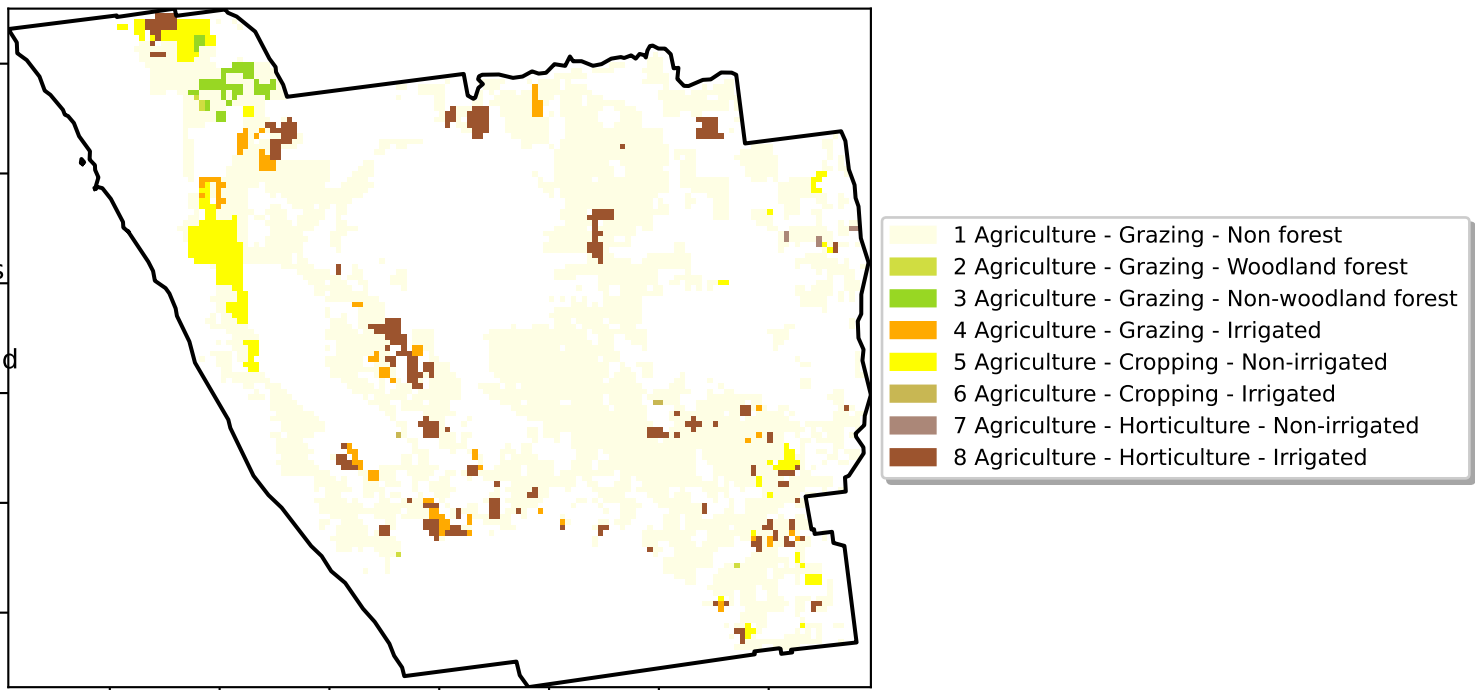 s
d
1 Agriculture - Grazing - Non forest
2 Agriculture - Grazing - Woodland forest
3 Agriculture - Grazing - Non-woodland forest
4 Agriculture - Grazing - Irrigated
5 Agriculture - Cropping - Non-irrigated
6 Agriculture - Cropping - Irrigated
7 Agriculture - Horticulture - Non-irrigated
8 Agriculture - Horticulture - Irrigated